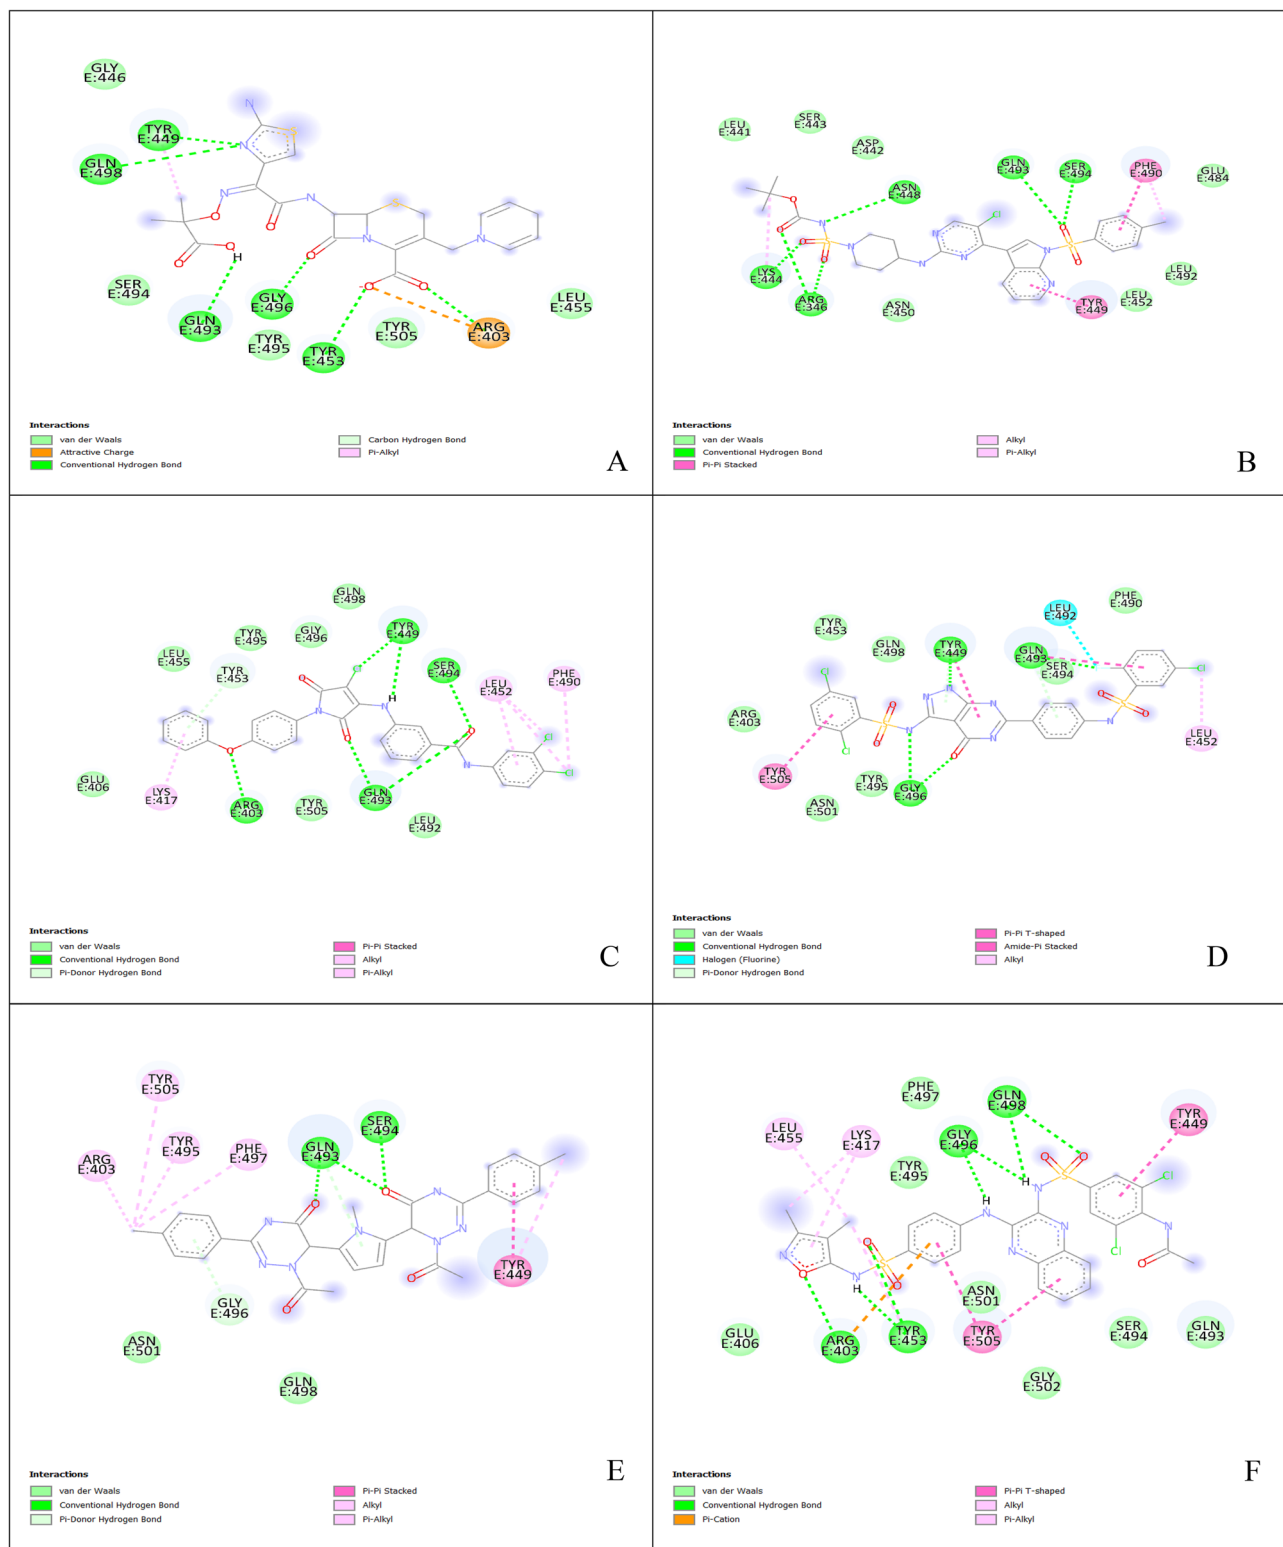 GLY
E:446
TYR
E:449
GLN
E:498
N
S
N
N
O
O
O
H
O
N
S
N
O
N
O
O
SER
E:494
GLN
E:493
GLY
E:496
TYR
E:495
TYR
E:453
TYR
E:505
ARG
E:403
LEU
E:455
Interactions
van der Waals
Attractive Charge
Conventional Hydrogen Bond
Carbon Hydrogen Bond
Pi-Alkyl
A
LEU
E:441
SER
E:443
ASP
E:442
ASN
E:448
GLN
E:493
SER
E:494
PHE
E:490
GLU
E:484
LYS
E:444
ARG
E:346
ASN
E:450
TYR
E:449
LEU
E:452
LEU
E:492
Cl
Interactions
van der Waals
Conventional Hydrogen Bond
Pi-Pi Stacked
Alkyl
Pi-Alkyl
B
GLN
E:498
TYR
E:449
GLY
E:496
TYR
E:495
LEU
E:455
TYR
E:453
SER
E:494
LEU
E:452
PHE
E:490
Cl
H
Cl
Cl
GLU
E:406
LYS
E:417
ARG
E:403
TYR
E:505
GLN
E:493
LEU
E:492
Interactions
van der Waals
Conventional Hydrogen Bond
Pi-Donor Hydrogen Bond
Pi-Pi Stacked
Alkyl
Pi-Alkyl
C
LEU
E:492
PHE
E:490
TYR
E:453
GLN
E:498
TYR
E:449
GLN
E:493
SER
E:494
Cl
Cl
Cl
ARG
E:403
LEU
E:452
TYR
E:505
TYR
E:495
GLY
E:496
ASN
E:501
Interactions
van der Waals
Conventional Hydrogen Bond
Halogen (Fluorine)
Pi-Donor Hydrogen Bond
Pi-Pi T-shaped
Amide-Pi Stacked
Alkyl
D
TYR
E:505
SER
E:494
TYR
E:495
PHE
E:497
GLN
E:493
ARG
E:403
TYR
E:449
GLY
E:496
ASN
E:501
GLN
E:498
Interactions
van der Waals
Conventional Hydrogen Bond
Pi-Donor Hydrogen Bond
Pi-Pi Stacked
Alkyl
Pi-Alkyl
E
PHE
E:497
GLN
E:498
TYR
E:449
LEU
E:455
LYS
E:417
GLY
E:496
TYR
E:495
H
H
H
Cl
Cl
ASN
E:501
GLU
E:406
ARG
E:403
TYR
E:453
TYR
E:505
SER
E:494
GLN
E:493
GLY
E:502
Interactions
van der Waals
Conventional Hydrogen Bond
Pi-Cation
Pi-Pi T-shaped
Alkyl
Pi-Alkyl
F